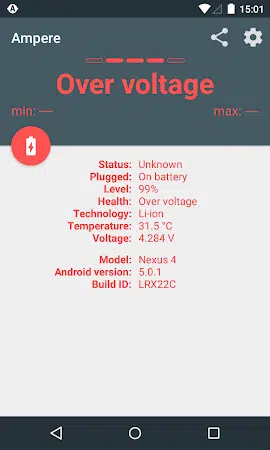 15:01
Ampere
Over voltage
min: —
max: —
Status: Unknown
Plugged: On battery
Level: 99%
Health: Over voltage
Technology: Li-ion
Temperature: 31.5 °C
Voltage: 4.284 V
Model: Nexus 4
Android version: 5.0.1
Build ID: LRX22C